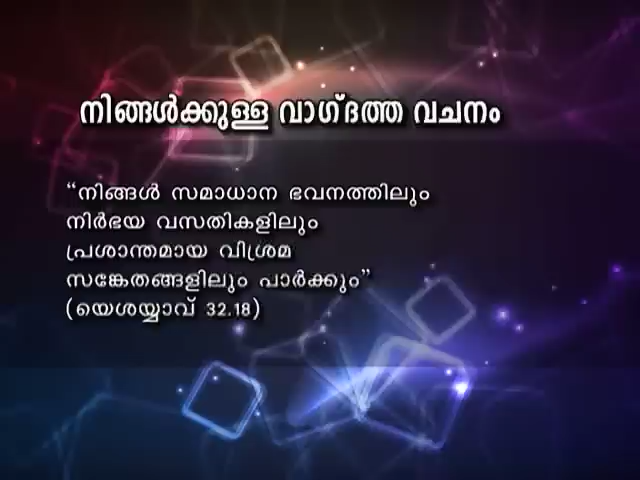 നിങ്ങൾക്കുള്ള വാഗ്ദത്ത വചനം
“നിങ്ങൾ സമാധാന ഭവനത്തിലും
നിർഭയ വസതികളിലും
പ്രശാന്തമായ വിശ്രമ
സങ്കേതങ്ങളിലും പാർക്കും”
(യെശയ്യാവ് 32.18)